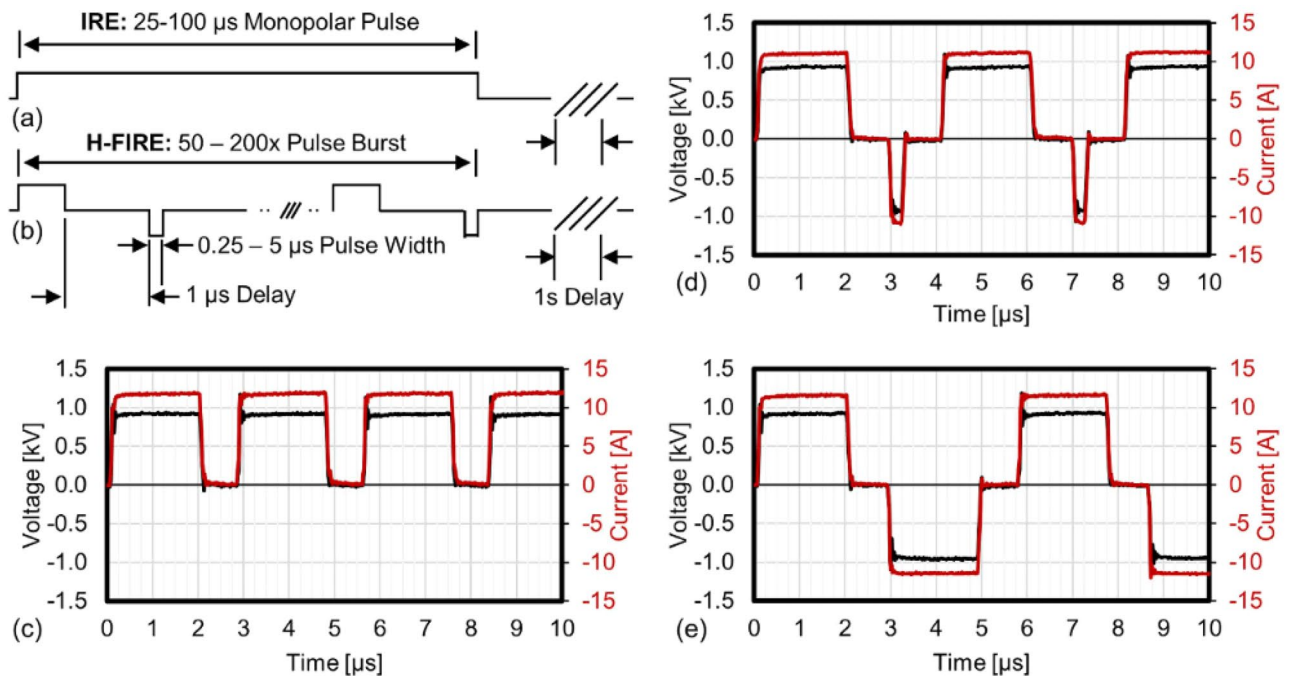 IRE: 25-100 µs Monopolar Pulse
(a)
H-FIRE: 50 – 200x Pulse Burst
(b)
0.25 – 5 µs Pulse Width
1 µs Delay
1s Delay
1.5
1.0
0.5
0.0
-0.5
-1.0
-1.5
Voltage [kV]
15
10
5
0
-5
-10
-15
Current [A]
(d)
0 1 2 3 4 5 6 7 8 9 10
Time [µs]
1.5
1.0
0.5
0.0
-0.5
-1.0
-1.5
Voltage [kV]
15
10
5
0
-5
-10
-15
Current [A]
(c)
0 1 2 3 4 5 6 7 8 9 10
Time [µs]
1.5
1.0
0.5
0.0
-0.5
-1.0
-1.5
Voltage [kV]
15
10
5
0
-5
-10
-15
Current [A]
(e)
0 1 2 3 4 5 6 7 8 9 10
Time [µs]